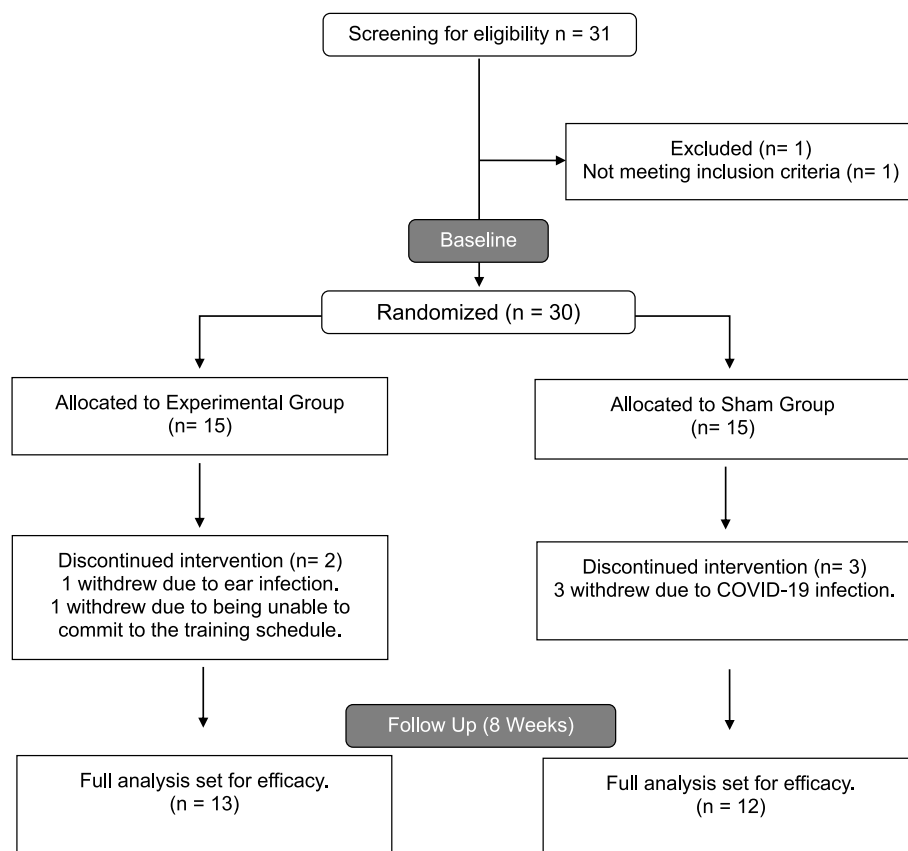 Screening for eligibility n = 31
Excluded (n= 1)
Not meeting inclusion criteria (n= 1)
Baseline
Randomized (n = 30)
Allocated to Experimental Group
(n= 15)
Allocated to Sham Group
(n= 15)
Discontinued intervention (n= 2)
1 withdrew due to ear infection.
1 withdrew due to being unable to
commit to the training schedule.
Discontinued intervention (n= 3)
3 withdrew due to COVID-19 infection.
Follow Up (8 Weeks)
Full analysis set for efficacy.
(n = 13)
Full analysis set for efficacy.
(n = 12)